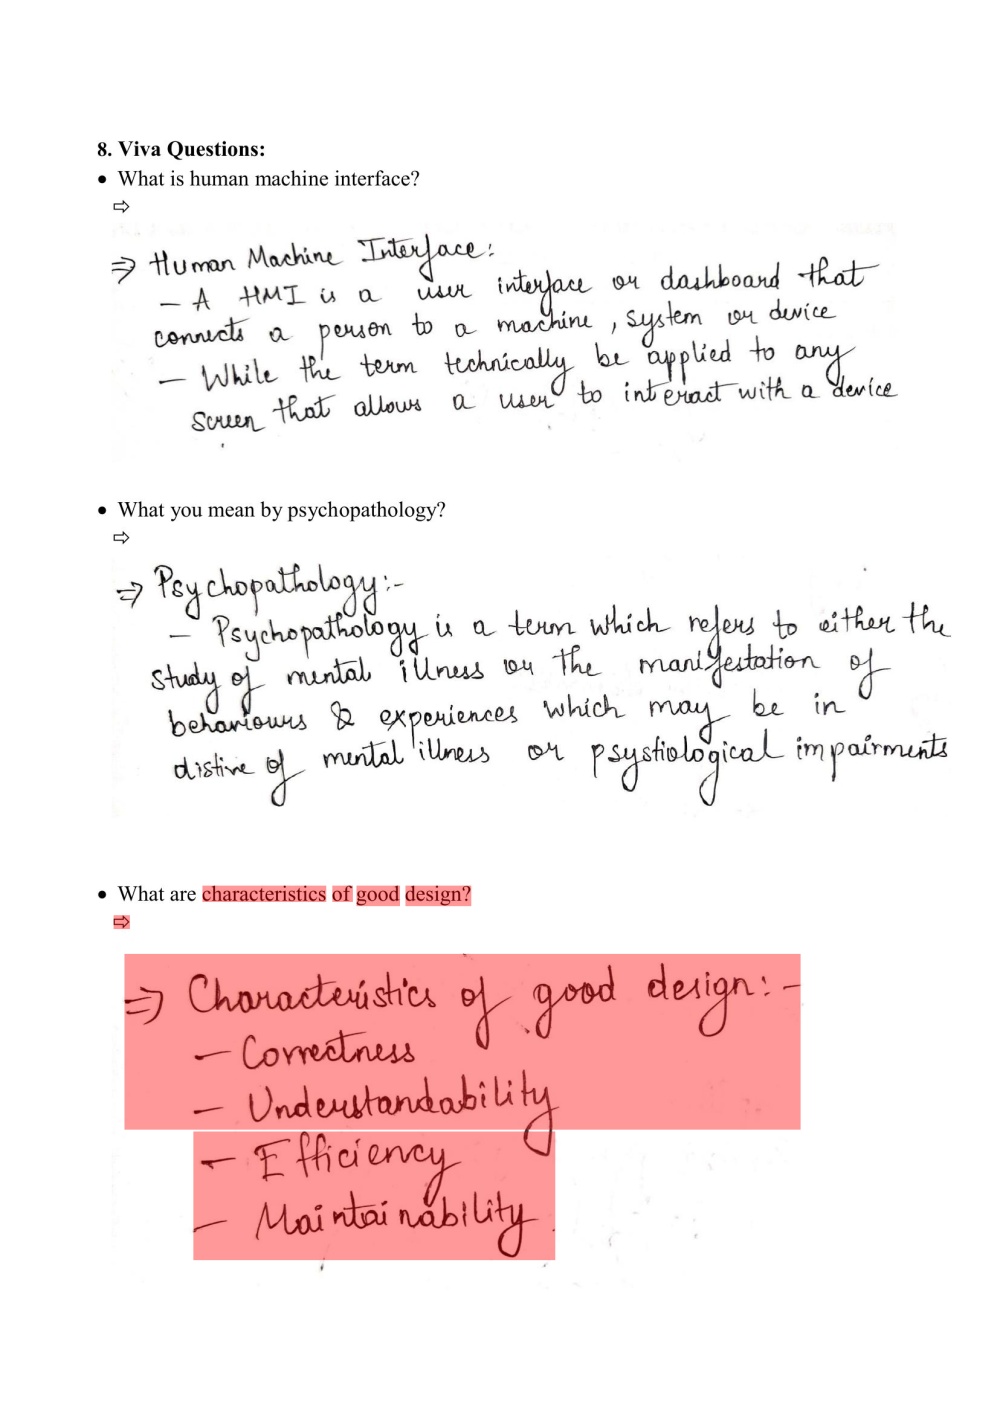 8. Viva Questions:
• What is human machine interface?
⇨
⇒ Human Machine Interface:
– A HMI is a user interface or dashboard that
connects a person to a machine, system or device
– While the term technically be applied to any
Screen that allows a user to interact with a device
• What you mean by psychopathology?
⇨
⇒ Psychopathology:-
– Psychopathology is a term which refers to either the
study of mental illness or the manifestation of
behaviours & experiences which may be in
distive of mental illness or psystiological impairments
• What are characteristics of good design?
⇨
⇒ Characteristics of good design:-
– Correctness
– Understandability
– Efficiency
– Maintainability